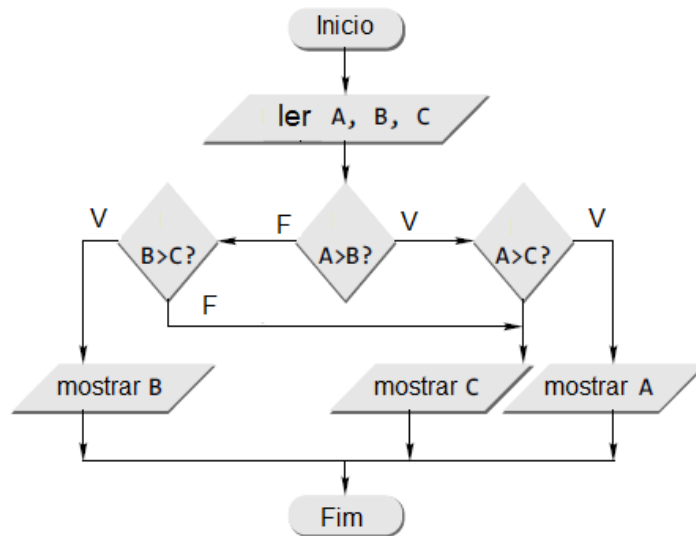 Inicio
ler A, B, C
V
F
V
V
B>C?
A>B?
A>C?
F
mostrar B
mostrar C
mostrar A
Fim